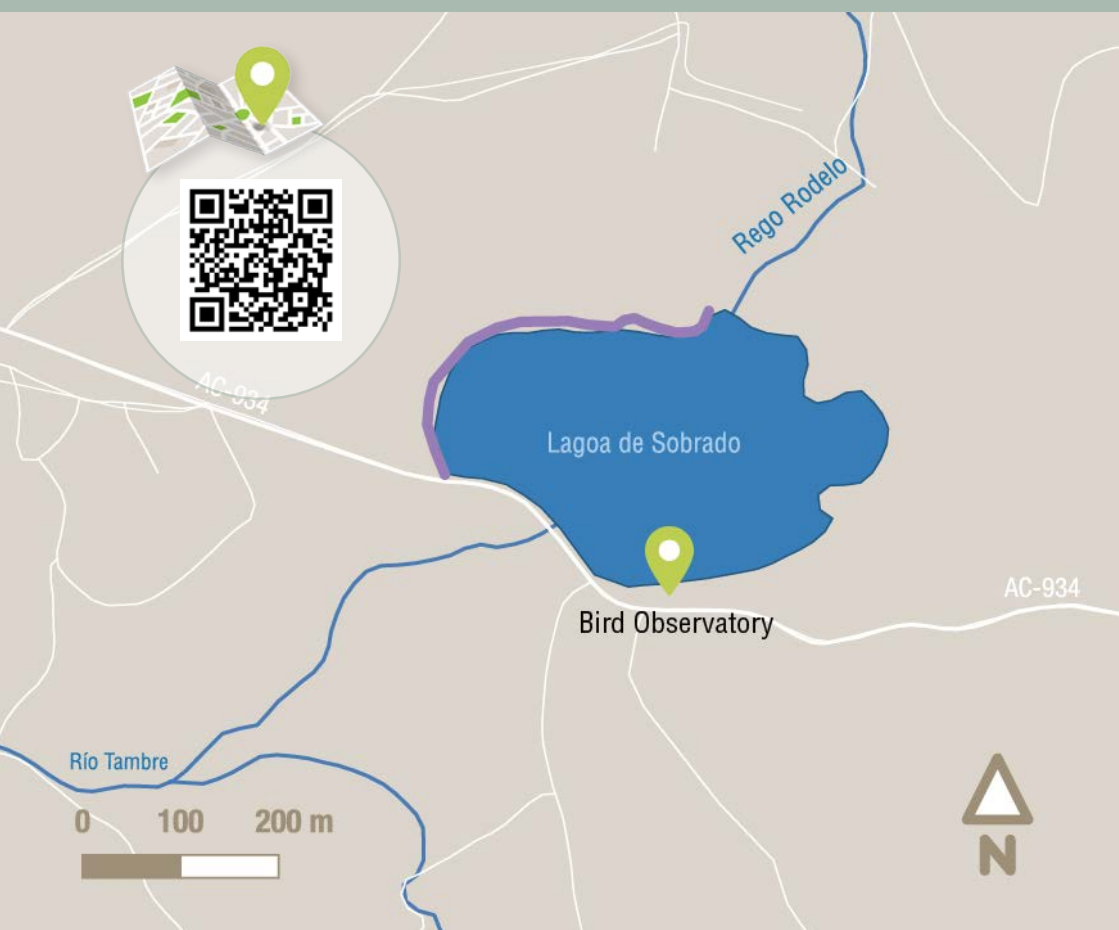 Rego Rodelo
AC-934
Lagoa de Sobrado
AC-934
Bird Observatory
Río Tambre
0 100 200 m
N